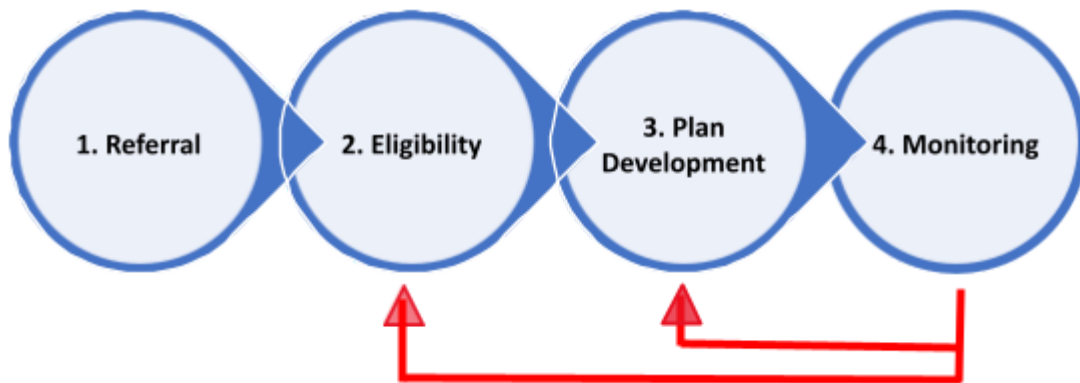 1. Referral
2. Eligibility
3. Plan
Development
4. Monitoring